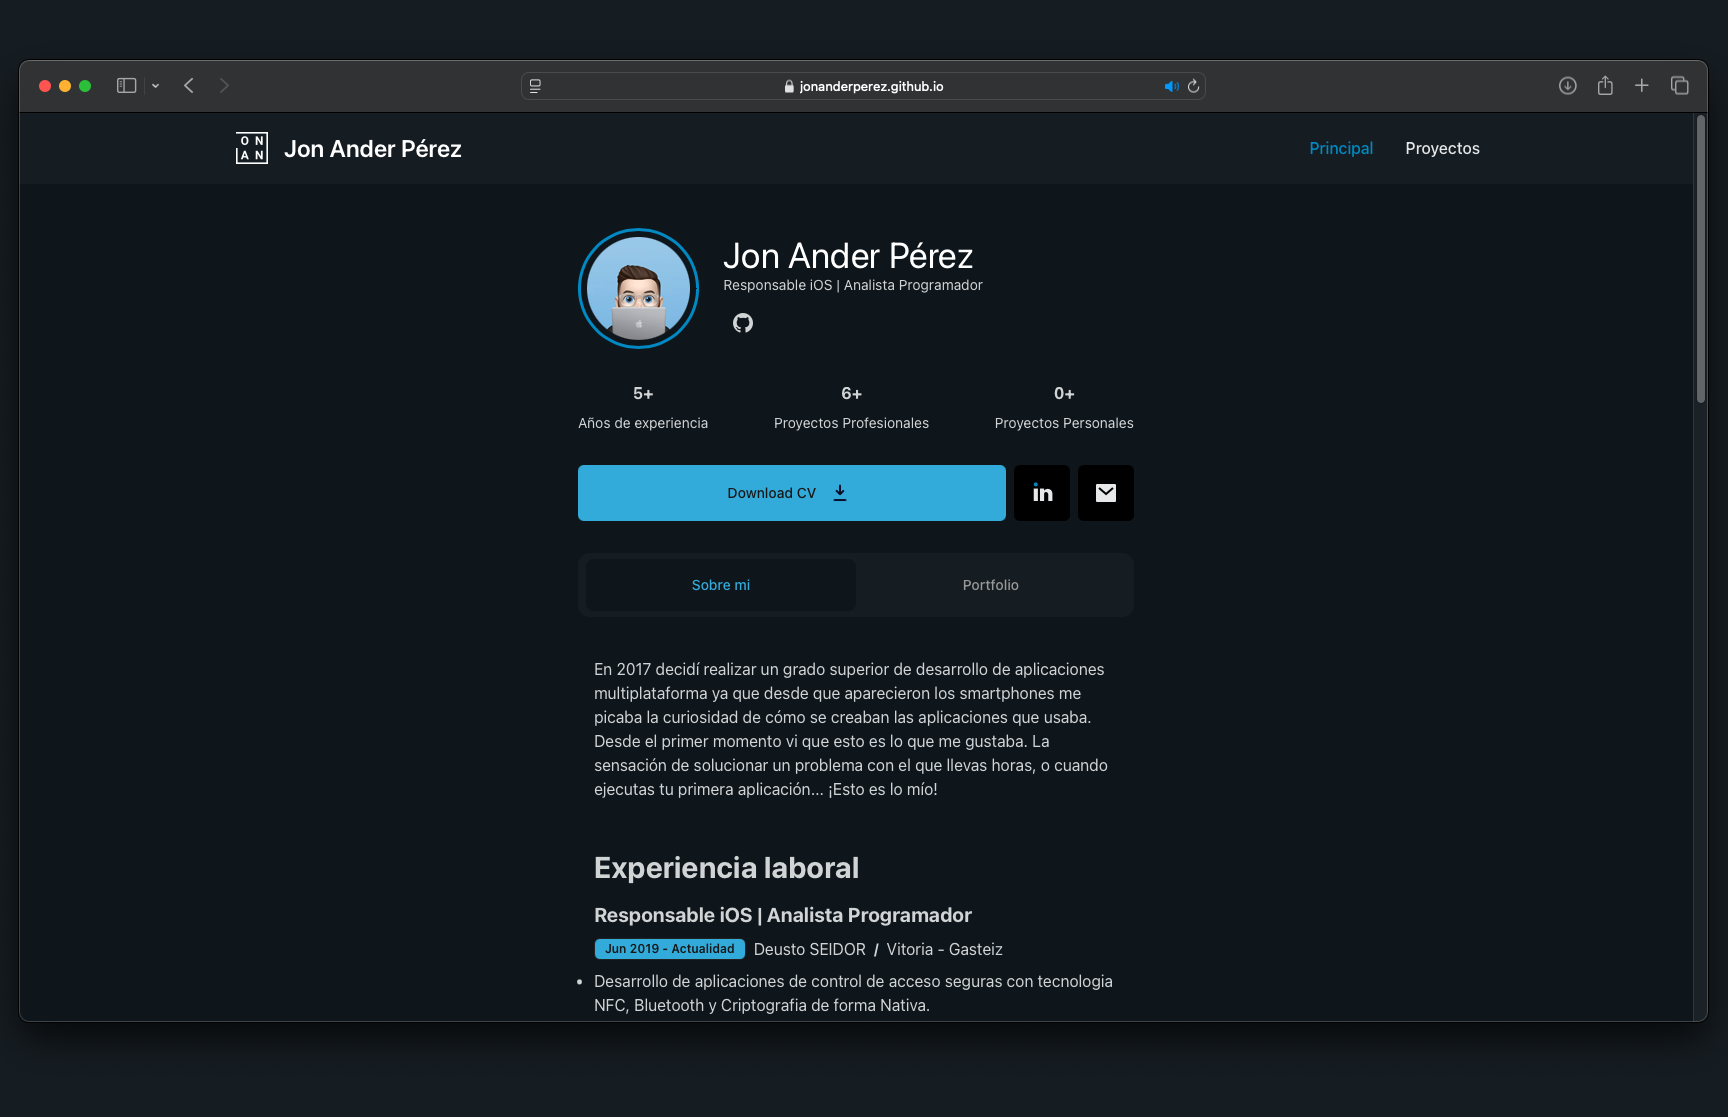 jonanderperez.github.io
O N
A N
Jon Ander Pérez
Principal
Proyectos
Jon Ander Pérez
Responsable iOS | Analista Programador
5+
6+
0+
Años de experiencia
Proyectos Profesionales
Proyectos Personales
Download CV
in
Sobre mi
Portfolio
En 2017 decidí realizar un grado superior de desarrollo de aplicaciones
multiplataforma ya que desde que aparecieron los smartphones me
picaba la curiosidad de cómo se creaban las aplicaciones que usaba.
Desde el primer momento vi que esto es lo que me gustaba. La
sensación de solucionar un problema con el que llevas horas, o cuando
ejecutas tu primera aplicación... ¡Esto es lo mío!
Experiencia laboral
Responsable iOS | Analista Programador
Jun 2019 - Actualidad Deusto SEIDOR / Vitoria - Gasteiz
• Desarrollo de aplicaciones de control de acceso seguras con tecnologia
NFC, Bluetooth y Criptografia de forma Nativa.